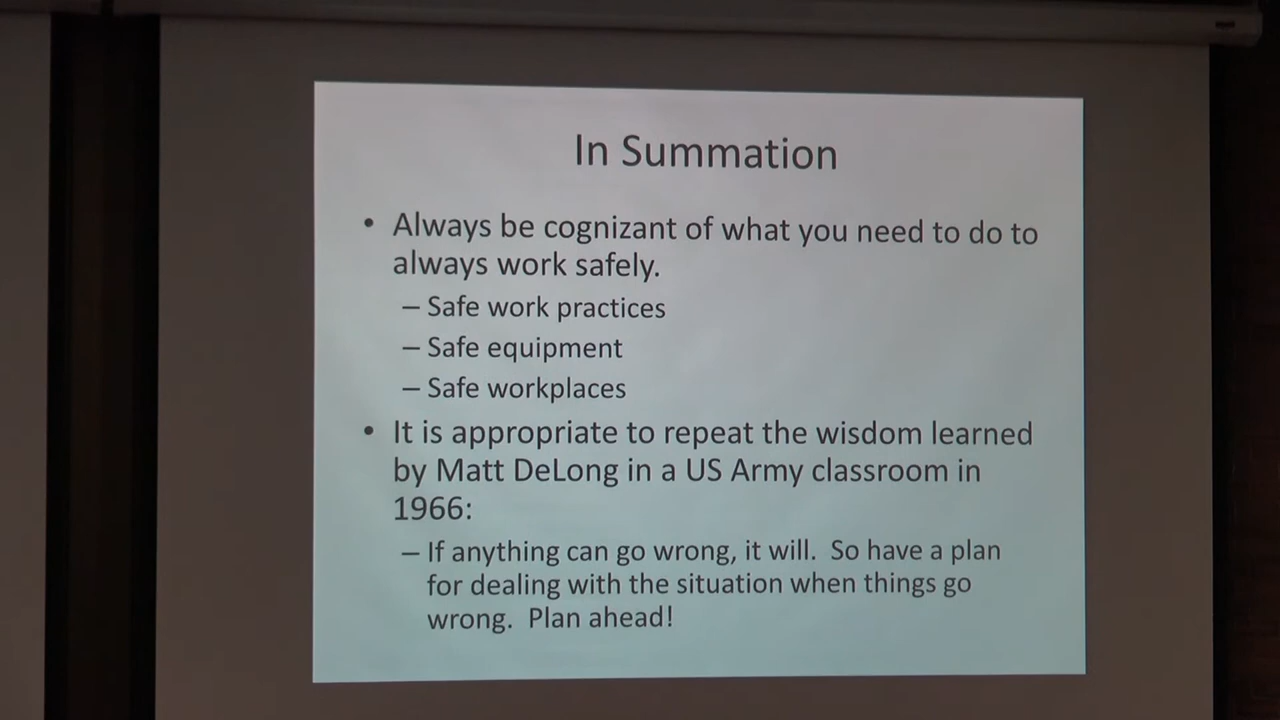 In Summation
• Always be cognizant of what you need to do to
always work safely.
– Safe work practices
– Safe equipment
– Safe workplaces
• It is appropriate to repeat the wisdom learned
by Matt DeLong in a US Army classroom in
1966:
– If anything can go wrong, it will.  So have a plan
for dealing with the situation when things go
wrong.  Plan ahead!